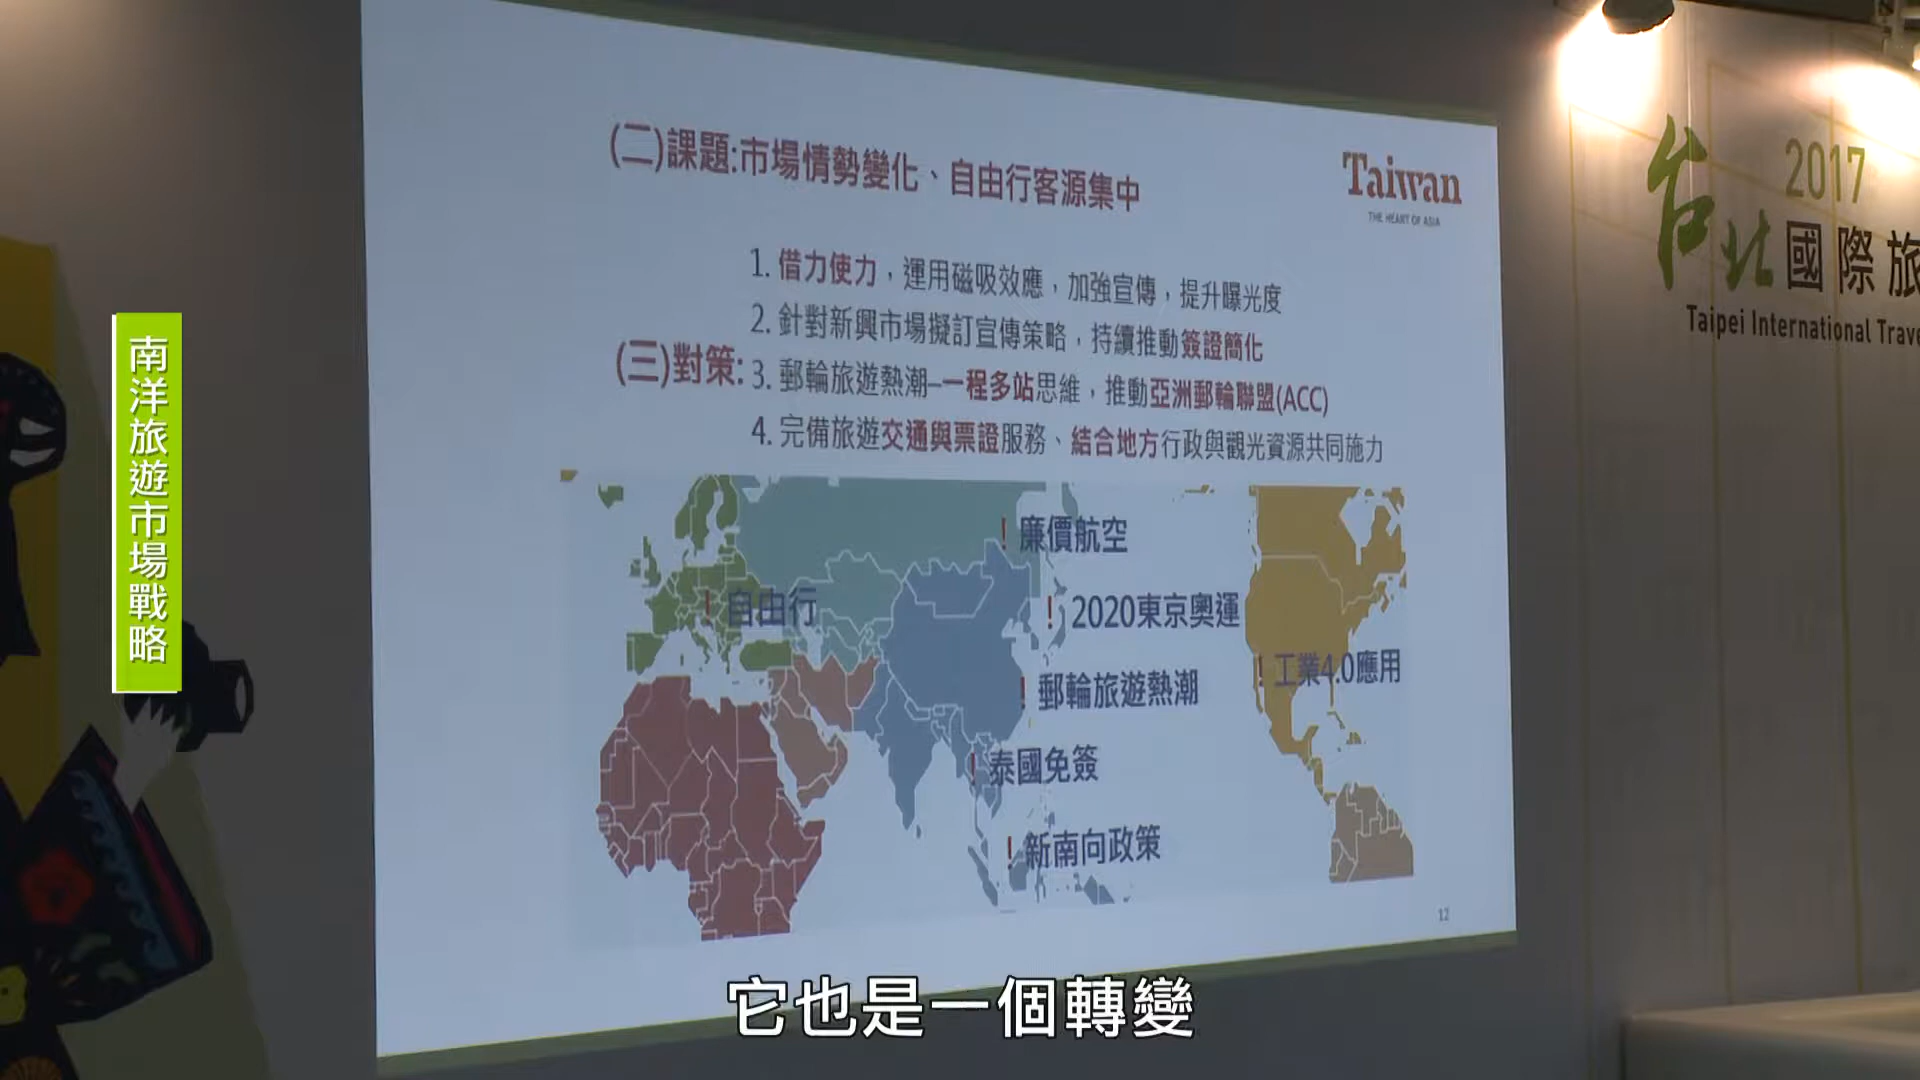 (二)課題:市場情勢變化、自由行客源集中
Taiwan
THE HEART OF ASIA
1. 借力使力，運用磁吸效應，加強宣傳，提升曝光度
2. 針對新興市場擬訂宣傳策略，持續推動簽證簡化
(三)對策:
3. 郵輪旅遊熱潮–一程多站思維，推動亞洲郵輪聯盟(ACC)
4. 完備旅遊交通與票證服務、結合地方行政與觀光資源共同施力
! 廉價航空
! 自由行
! 2020東京奧運
! 工業4.0應用
! 郵輪旅遊熱潮
! 泰國免簽
! 新南向政策
12
2017
台北國際旅
Taipei International Trave
南洋旅遊市場戰略
它也是一個轉變